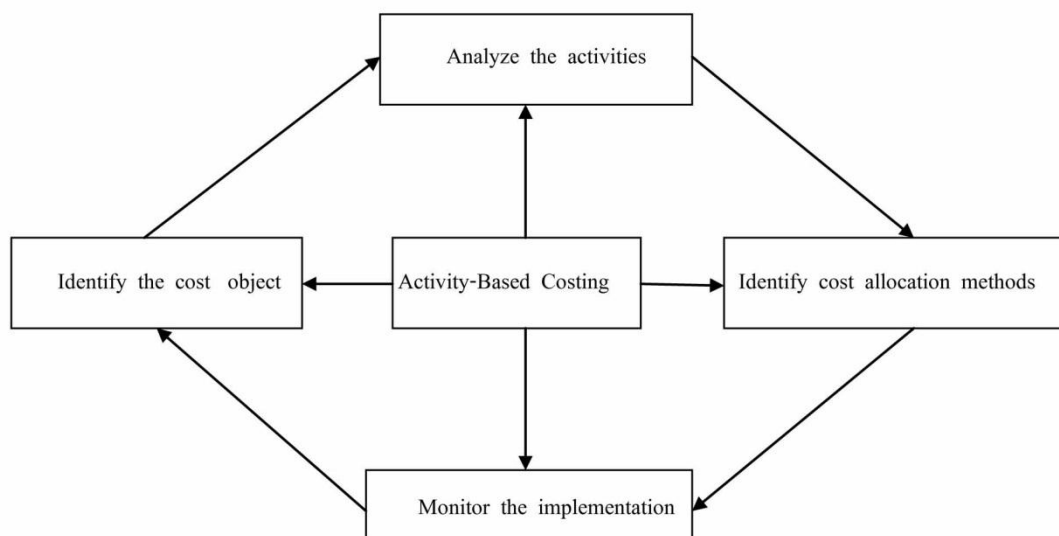 Analyze the activities
Identify the cost object
Activity-Based Costing
Identify cost allocation methods
Monitor the implementation